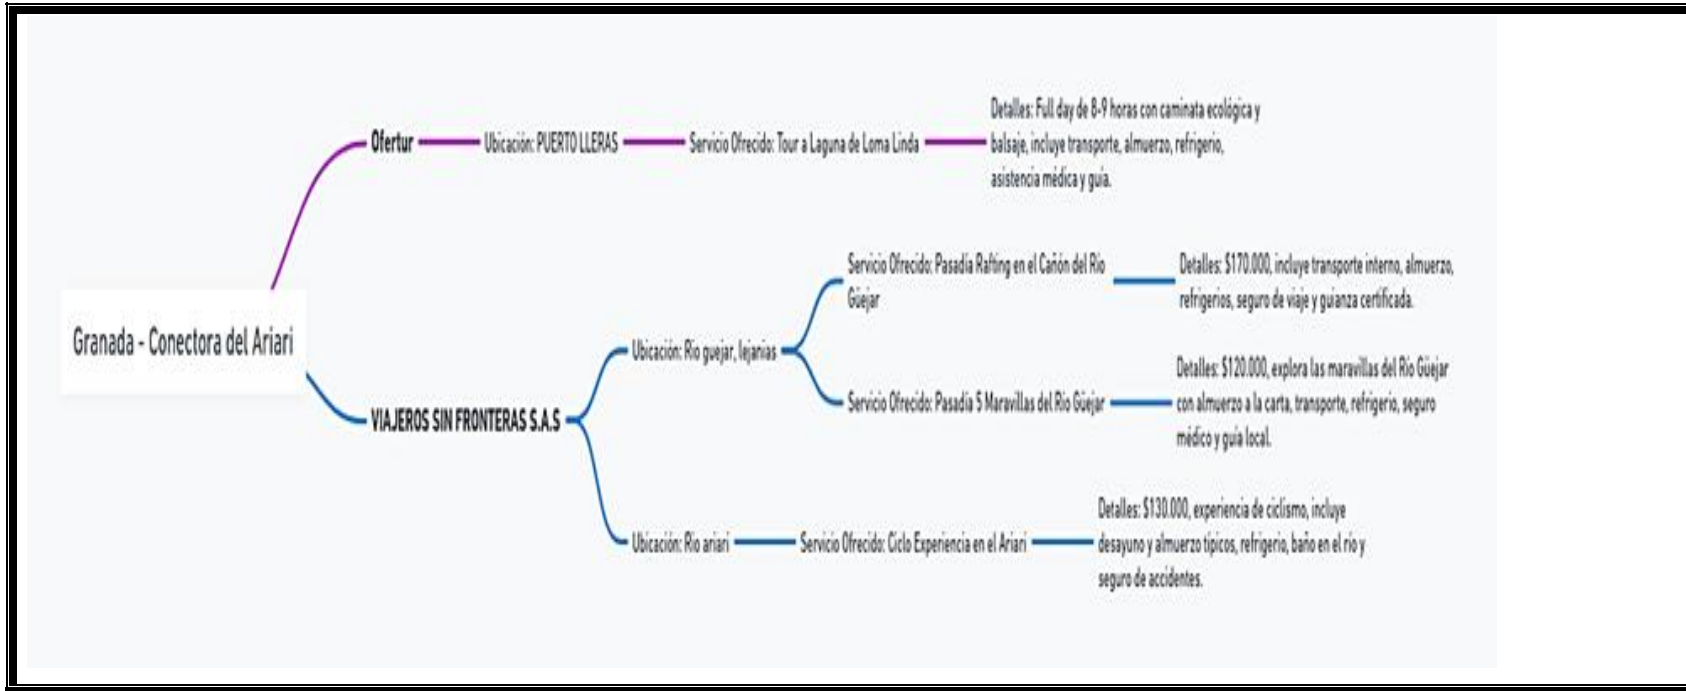 Granada - Conectora del Ariari
Ofertur
Ubicación: PUERTO LLERAS
Servicio Ofrecido: Tour a Laguna de Loma Linda
Detalles: Full day de 8-9 horas con caminata ecológica y
balsaje, incluye transporte, almuerzo, refrigerio,
asistencia médica y guía.
VIAJEROS SIN FRONTERAS S.A.S
Ubicación: Rio guejar, lejanias
Servicio Ofrecido: Pasadía Rafting en el Cañón del Río
Güejar
Detalles: $170.000, incluye transporte interno, almuerzo,
refrigerios, seguro de viaje y guianza certificada.
Servicio Ofrecido: Pasadía 5 Maravillas del Río Güejar
Detalles: $120.000, explora las maravillas del Río Güejar
con almuerzo a la carta, transporte, refrigerio, seguro
médico y guía local.
Ubicación: Rio ariari
Servicio Ofrecido: Ciclo Experiencia en el Ariari
Detalles: $130.000, experiencia de ciclismo, incluye
desayuno y almuerzo típicos, refrigerio, baño en el río y
seguro de accidentes.